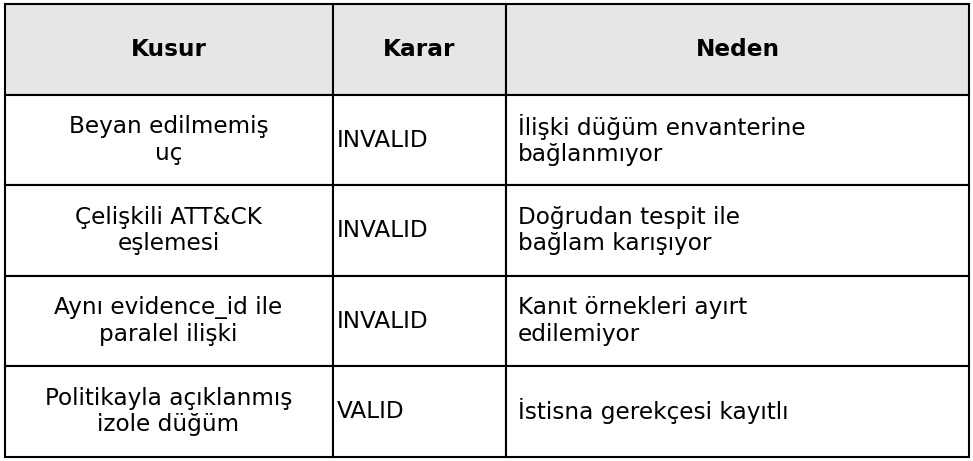 Kusur Karar Neden
Beyan edilmemiş
uç
INVALID
İlişki düğüm envanterine
bağlanmıyor
Çelişkili ATT&CK
eşlemesi
INVALID
Doğrudan tespit ile
bağlam karışıyor
Aynı evidence_id ile
paralel ilişki
INVALID
Kanıt örnekleri ayırt
edilemiyor
Politikayla açıklanmış
izole düğüm
VALID
İstisna gerekçesi kayıtlı